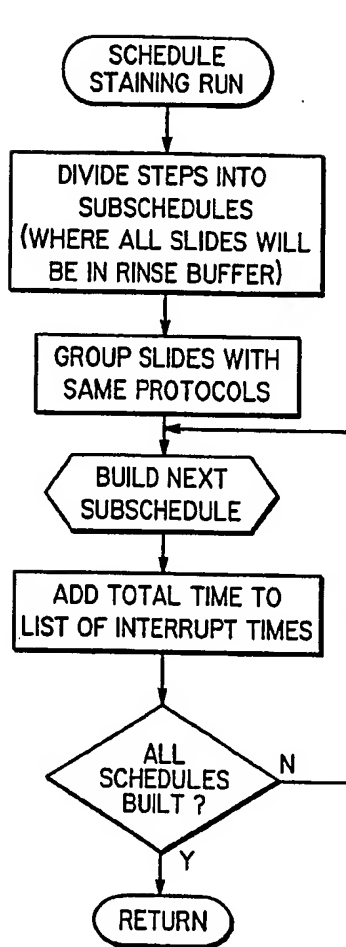 SCHEDULE
STAINING RUN
DIVIDE STEPS INTO
SUBSCHEDULES
(WHERE ALL SLIDES WILL
BE IN RINSE BUFFER)
GROUP SLIDES WITH
SAME PROTOCOLS
BUILD NEXT
SUBSCHEDULE
ADD TOTAL TIME TO
LIST OF INTERRUPT TIMES
ALL
SCHEDULES
BUILT ?
N
Y
RETURN